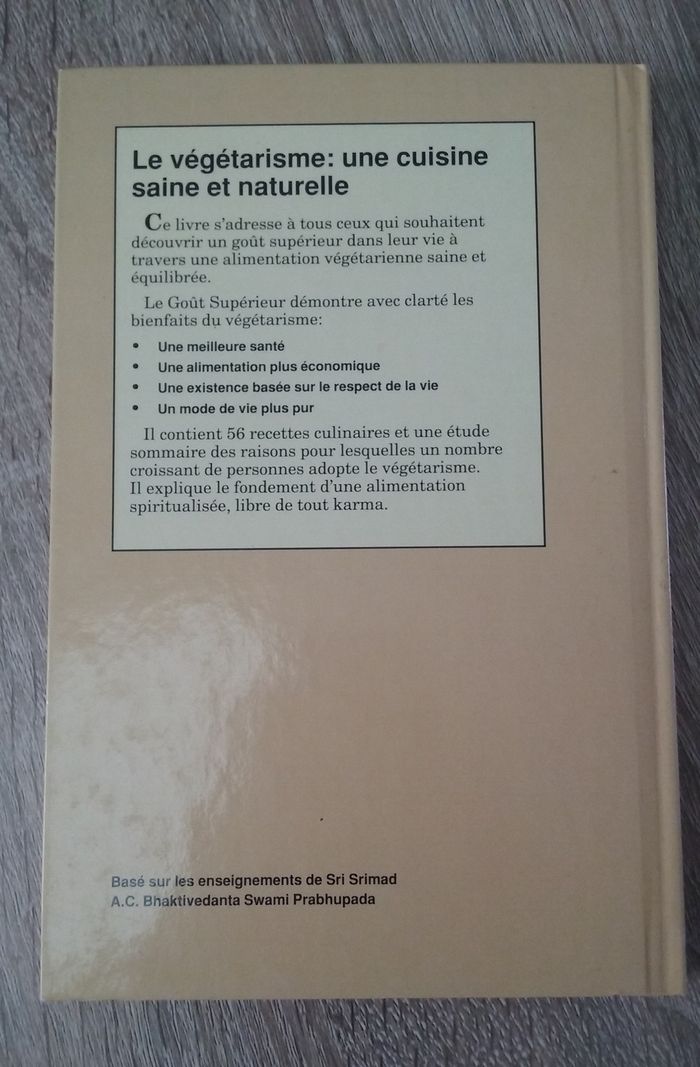 Le végétarisme: une cuisine
saine et naturelle
Ce livre s'adresse à tous ceux qui souhaitent
découvrir un goût supérieur dans leur vie à
travers une alimentation végétarienne saine et
équilibrée.
Le Goût Supérieur démontre avec clarté les
bienfaits du végétarisme:
• Une meilleure santé
• Une alimentation plus économique
• Une existence basée sur le respect de la vie
• Un mode de vie plus pur
Il contient 56 recettes culinaires et une étude
sommaire des raisons pour lesquelles un nombre
croissant de personnes adopte le végétarisme.
Il explique le fondement d'une alimentation
spiritualisée, libre de tout karma.
Basé sur les enseignements de Sri Srimad
A.C. Bhaktivedanta Swami Prabhupada